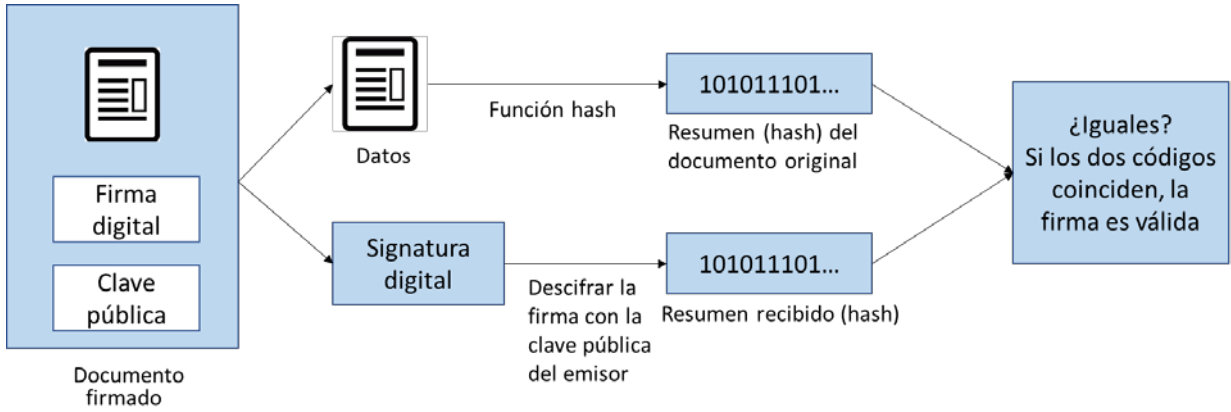 Firma
digital
Clave
pública
Documento
firmado
Datos
Función hash
101011101...
Resumen (hash) del
documento original
Signatura
digital
Descifrar la
firma con la
clave pública
del emisor
101011101...
Resumen recibido (hash)
¿Iguales?
Si los dos códigos
coinciden, la
firma es válida